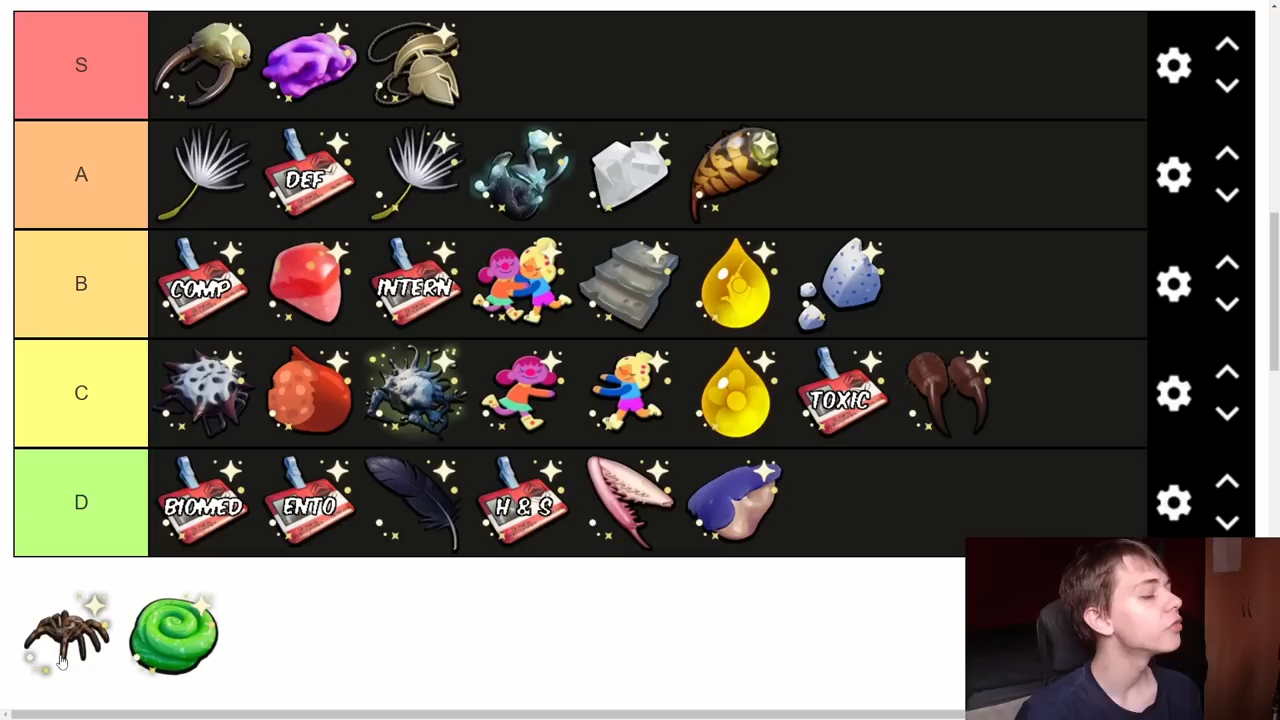 S
A
DEF
B
COMP
INTERN
C
TOXIC
D
BIOMED
ENTO
H & S